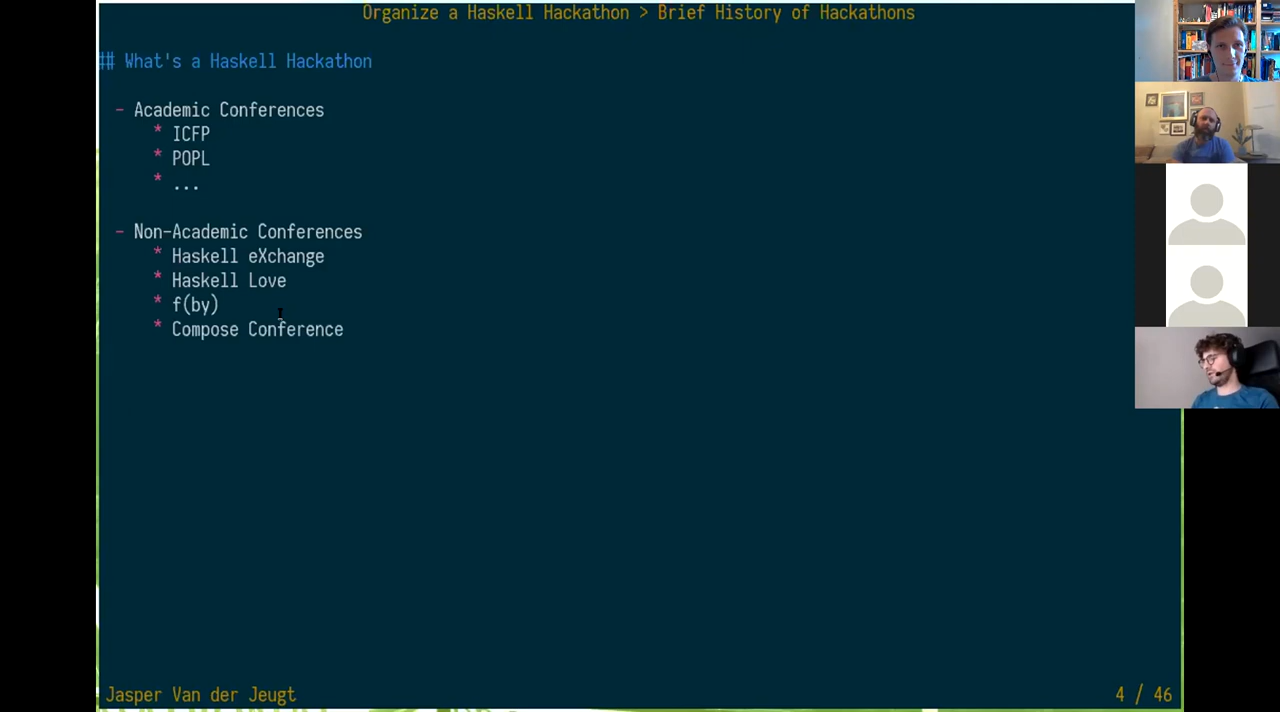 Organize a Haskell Hackathon > Brief History of Hackathons
## What's a Haskell Hackathon
- Academic Conferences
* ICFP
* POPL
* ...
- Non-Academic Conferences
* Haskell eXchange
* Haskell Love
* f(by)
* Compose Conference
Jasper Van der Jeugt
4 / 46